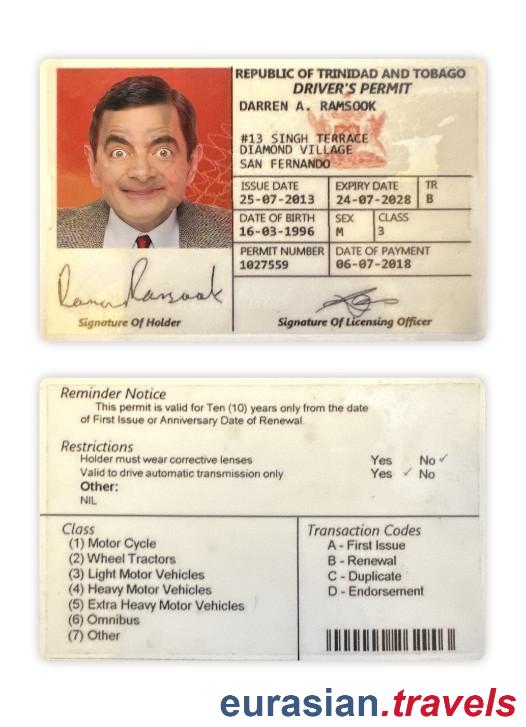 REPUBLIC OF TRINIDAD AND TOBAGO
DRIVER'S PERMIT
DARREN A. RAMSOOK
#13 SINGH TERRACE
DIAMOND VILLAGE
SAN FERNANDO
ISSUE DATE EXPIRY DATE TR
25-07-2013 24-07-2028 B
DATE OF BIRTH SEX CLASS
16-03-1996 M 3
PERMIT NUMBER DATE OF PAYMENT
1027559 06-07-2018
Darren Ramsook
Signature Of Holder Signature Of Licensing Officer
Reminder Notice
This permit is valid for Ten (10) years only from the date
of First Issue or Anniversary Date of Renewal
Restrictions
Holder must wear corrective lenses Yes No ✓
Valid to drive automatic transmission only Yes ✓ No
Other:
NIL
Class
(1) Motor Cycle
(2) Wheel Tractors
(3) Light Motor Vehicles
(4) Heavy Motor Vehicles
(5) Extra Heavy Motor Vehicles
(6) Omnibus
(7) Other
Transaction Codes
A - First Issue
B - Renewal
C - Duplicate
D - Endorsement
eurasian.travels